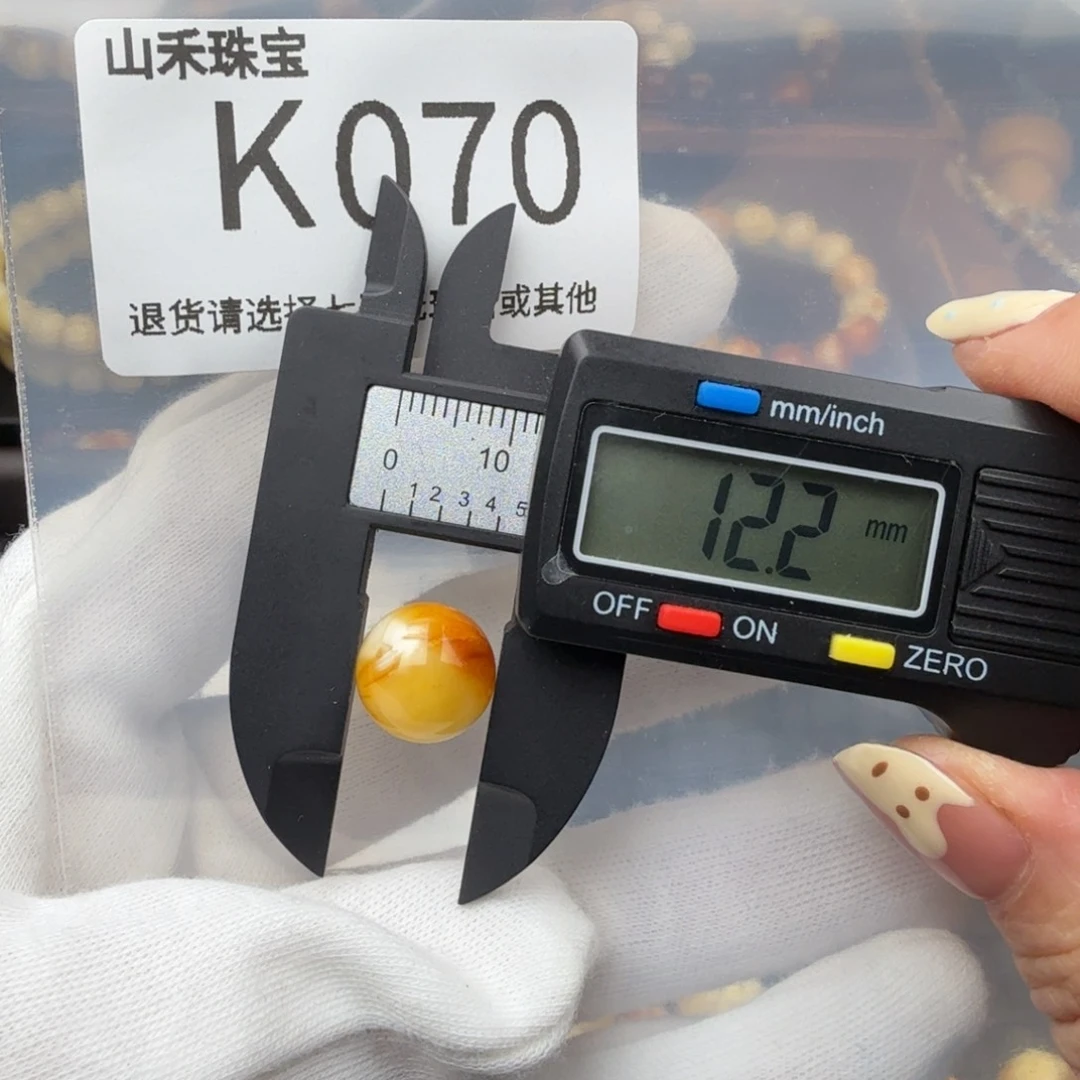 山禾珠宝
K070
退货请选择 或其他
mm/inch
0 10
1 2 3 4 5
12.2 mm
OFF ON
ZERO